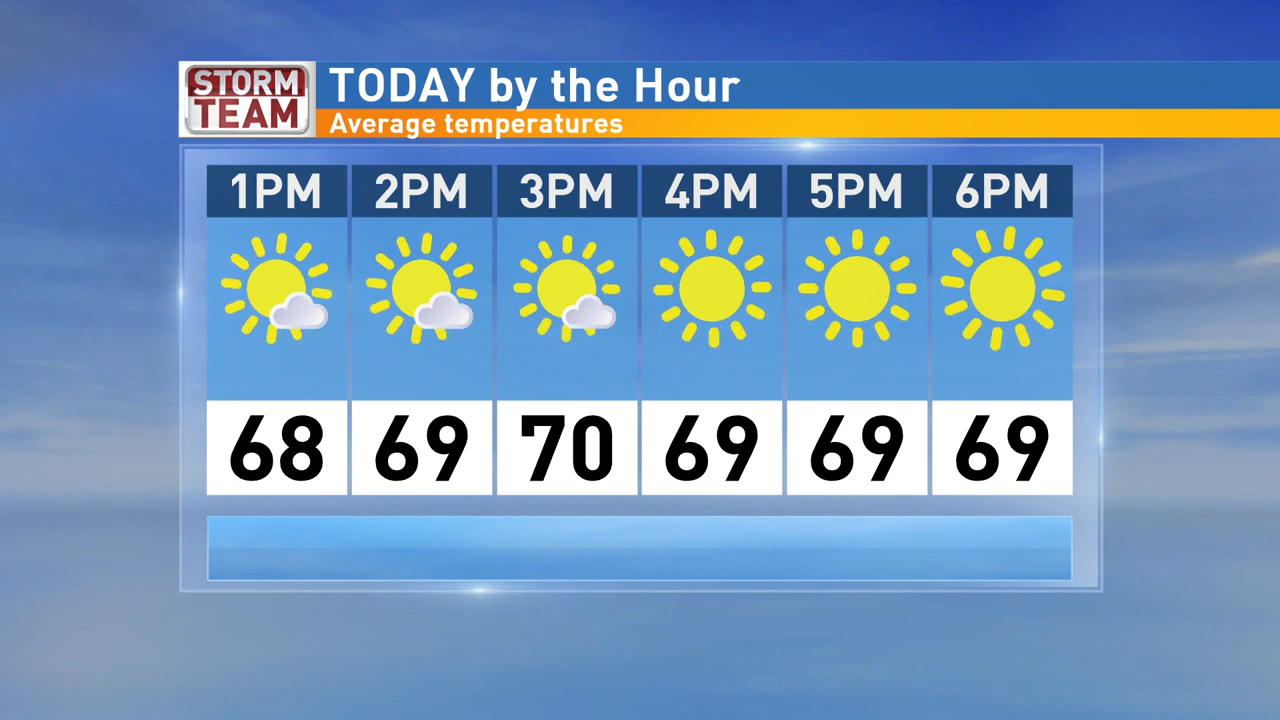 STORM
TEAM
TODAY by the Hour
Average temperatures
1PM 2PM 3PM 4PM 5PM 6PM
68 69 70 69 69 69